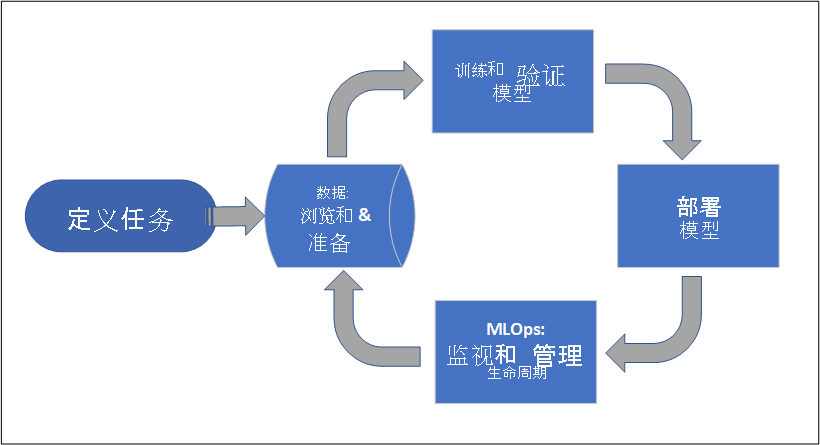 定义任务
数据:
浏览和 &
准备
训练和 验证
模型
部署
模型
MLOps:
监视和 管理
生命周期